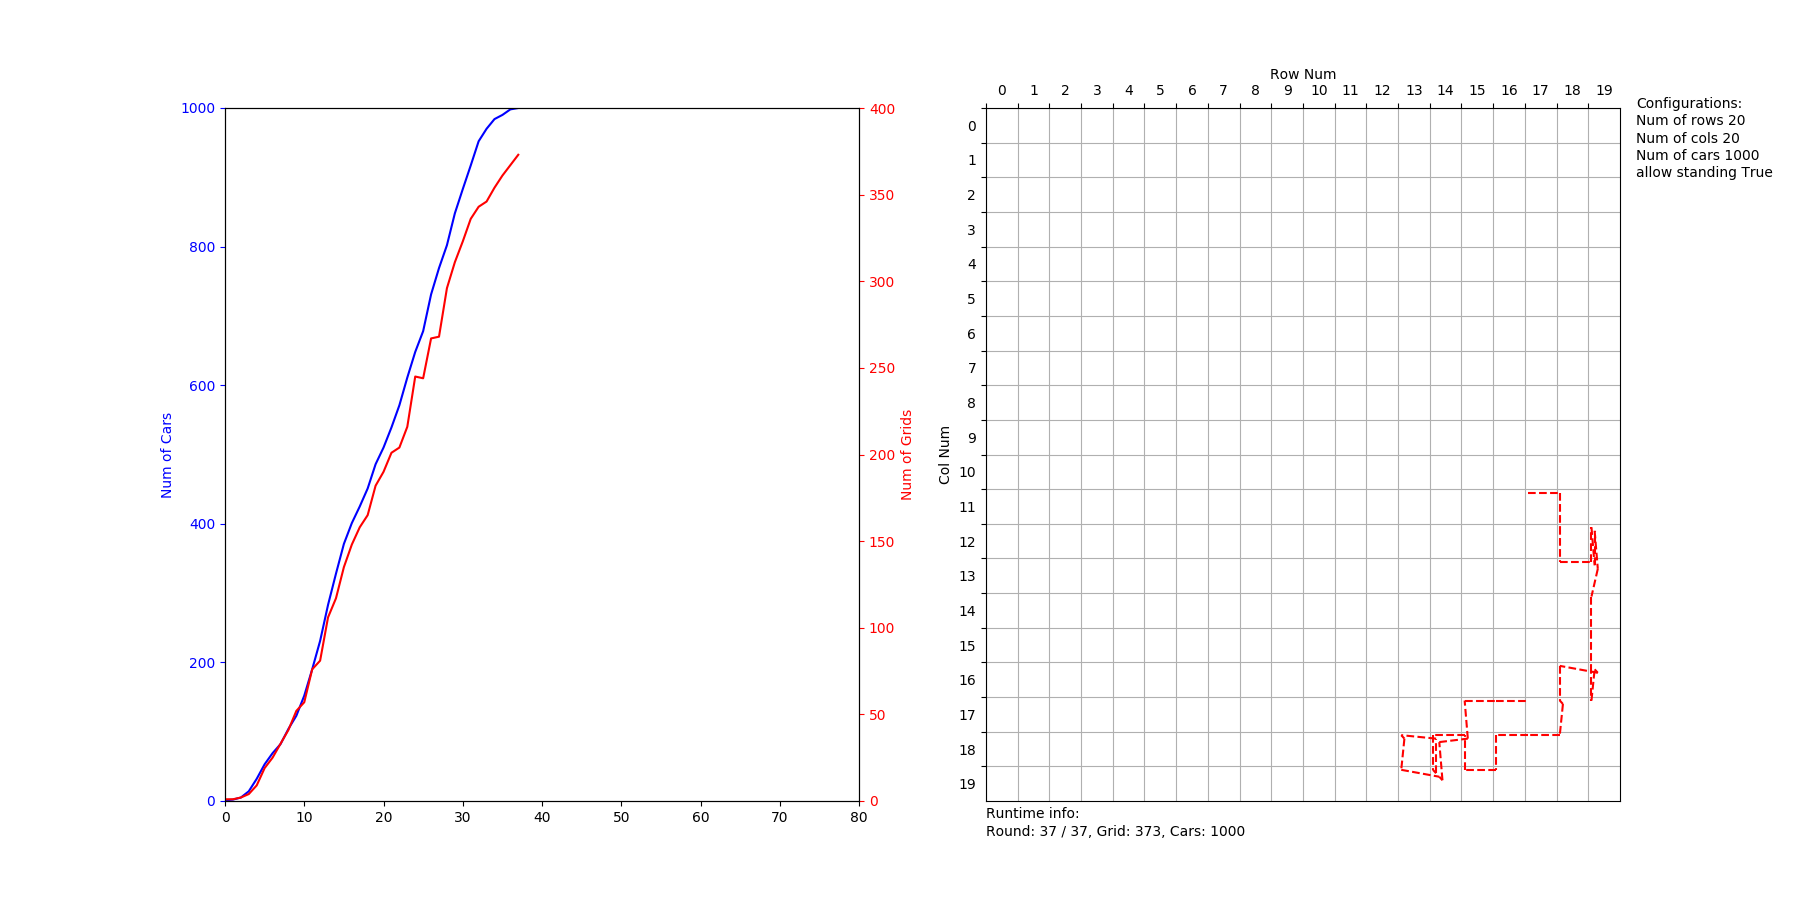 Row Num
0 1 2 3 4 5 6 7 8 9 10 11 12 13 14 15 16 17 18 19
Configurations:
Num of rows 20
Num of cols 20
Num of cars 1000
allow standing True
1000
800
600
400
200
0
Num of Cars
0 10 20 30 40 50 60 70 80
400
350
300
250
200
150
100
50
0
Num of Grids
Col Num
0
1
2
3
4
5
6
7
8
9
10
11
12
13
14
15
16
17
18
19
Runtime info:
Round: 37 / 37, Grid: 373, Cars: 1000